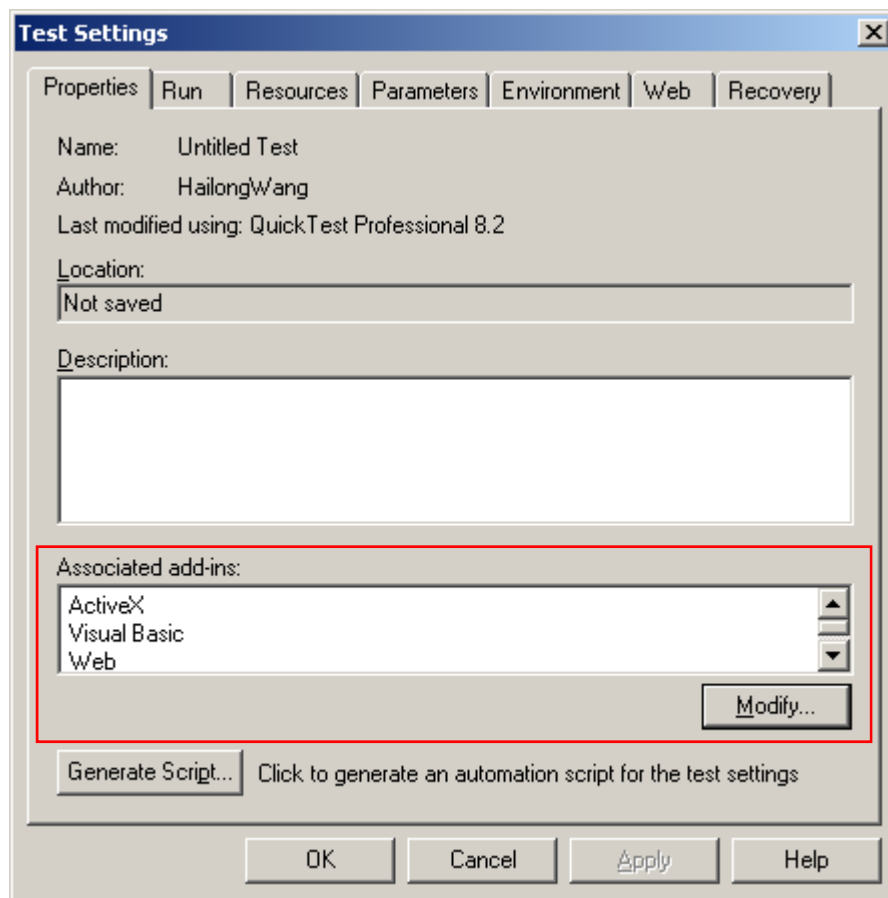 Test Settings
Properties Run Resources Parameters Environment Web Recovery
Name: Untitled Test
Author: HailongWang
Last modified using: QuickTest Professional 8.2
Location:
Not saved
Description:
Associated add-ins:
ActiveX
Visual Basic
Web
Modify...
Generate Script... Click to generate an automation script for the test settings
OK Cancel Apply Help